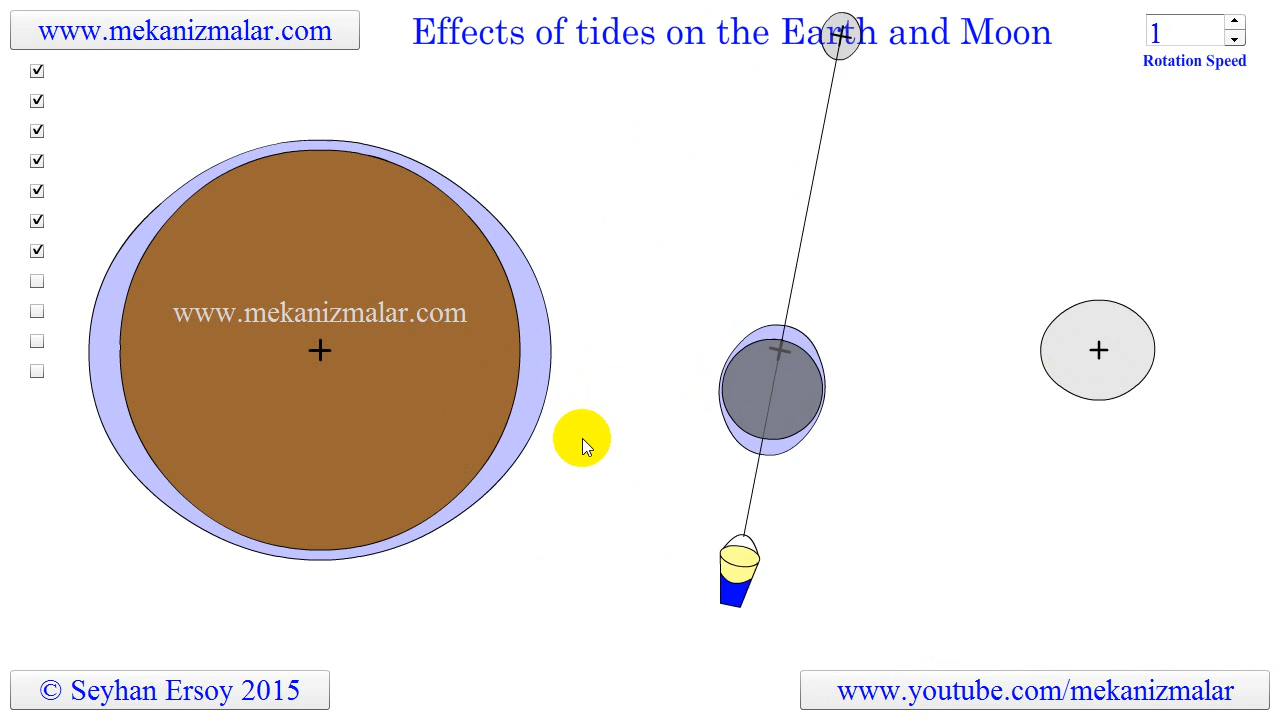 www.mekanizmalar.com
Effects of tides on the Earth and Moon
1
Rotation Speed
www.mekanizmalar.com
© Seyhan Ersoy 2015
www.youtube.com/mekanizmalar